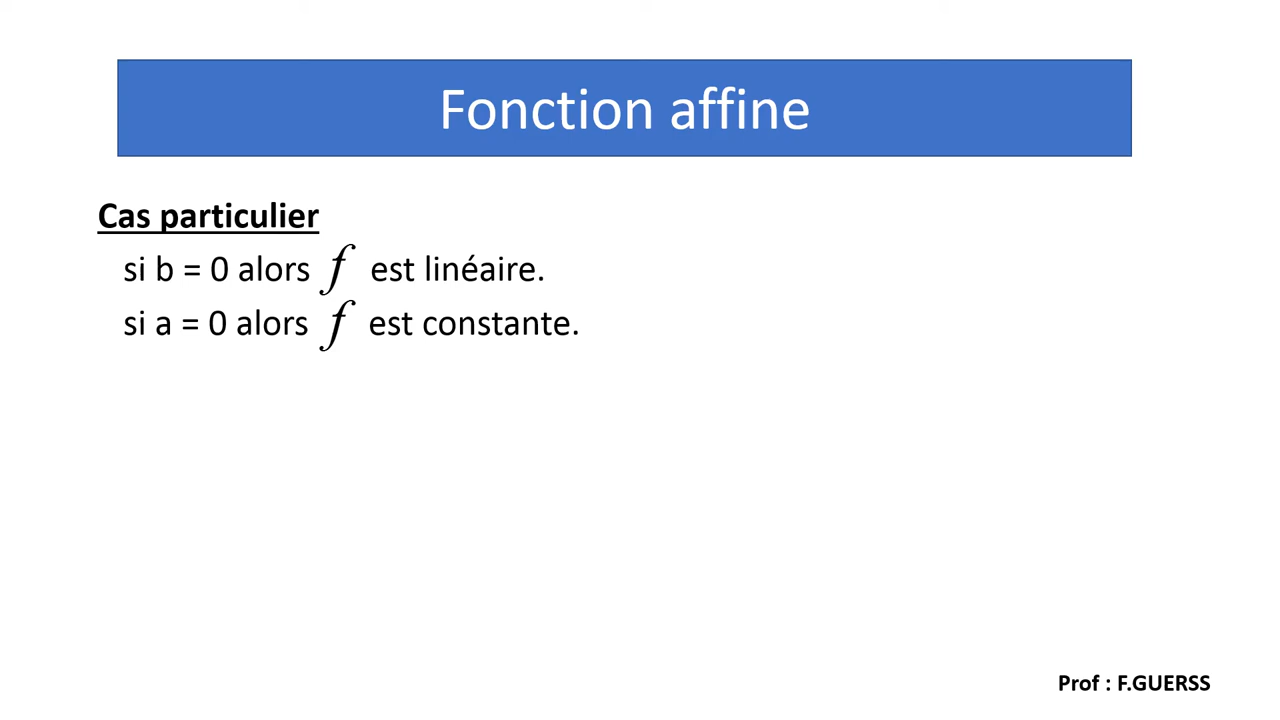 Fonction affine
Cas particulier
si b = 0 alors f est linéaire.
si a = 0 alors f est constante.
Prof : F.GUERSS